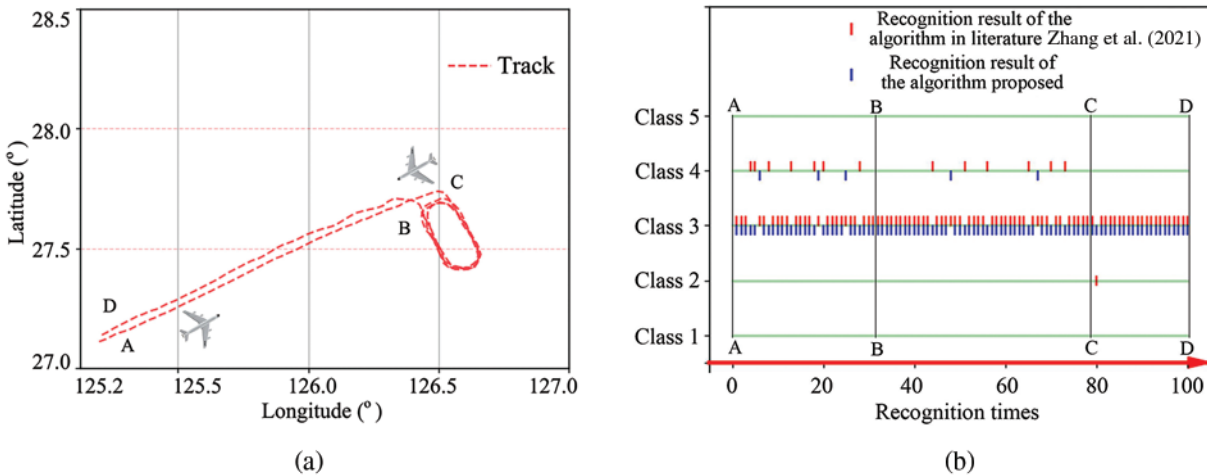 28.5
28.0
27.5
27.0
Latitude (°)
Track
C
B
D
A
125.2
125.5
126.0
126.5
127.0
Longitude (°)
(a)
Recognition result of the
algorithm in literature Zhang et al. (2021)
Recognition result of
the algorithm proposed
A
B
C
D
Class 5
Class 4
Class 3
Class 2
Class 1
A
B
C
D
0
20
40
60
80
100
Recognition times
(b)